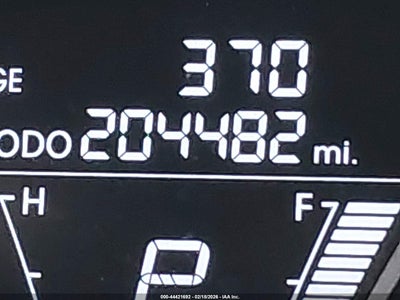 GE 370
ODO 204482 mi.
H F
P
000-44421692 - 02/18/2026 - IAA Inc.